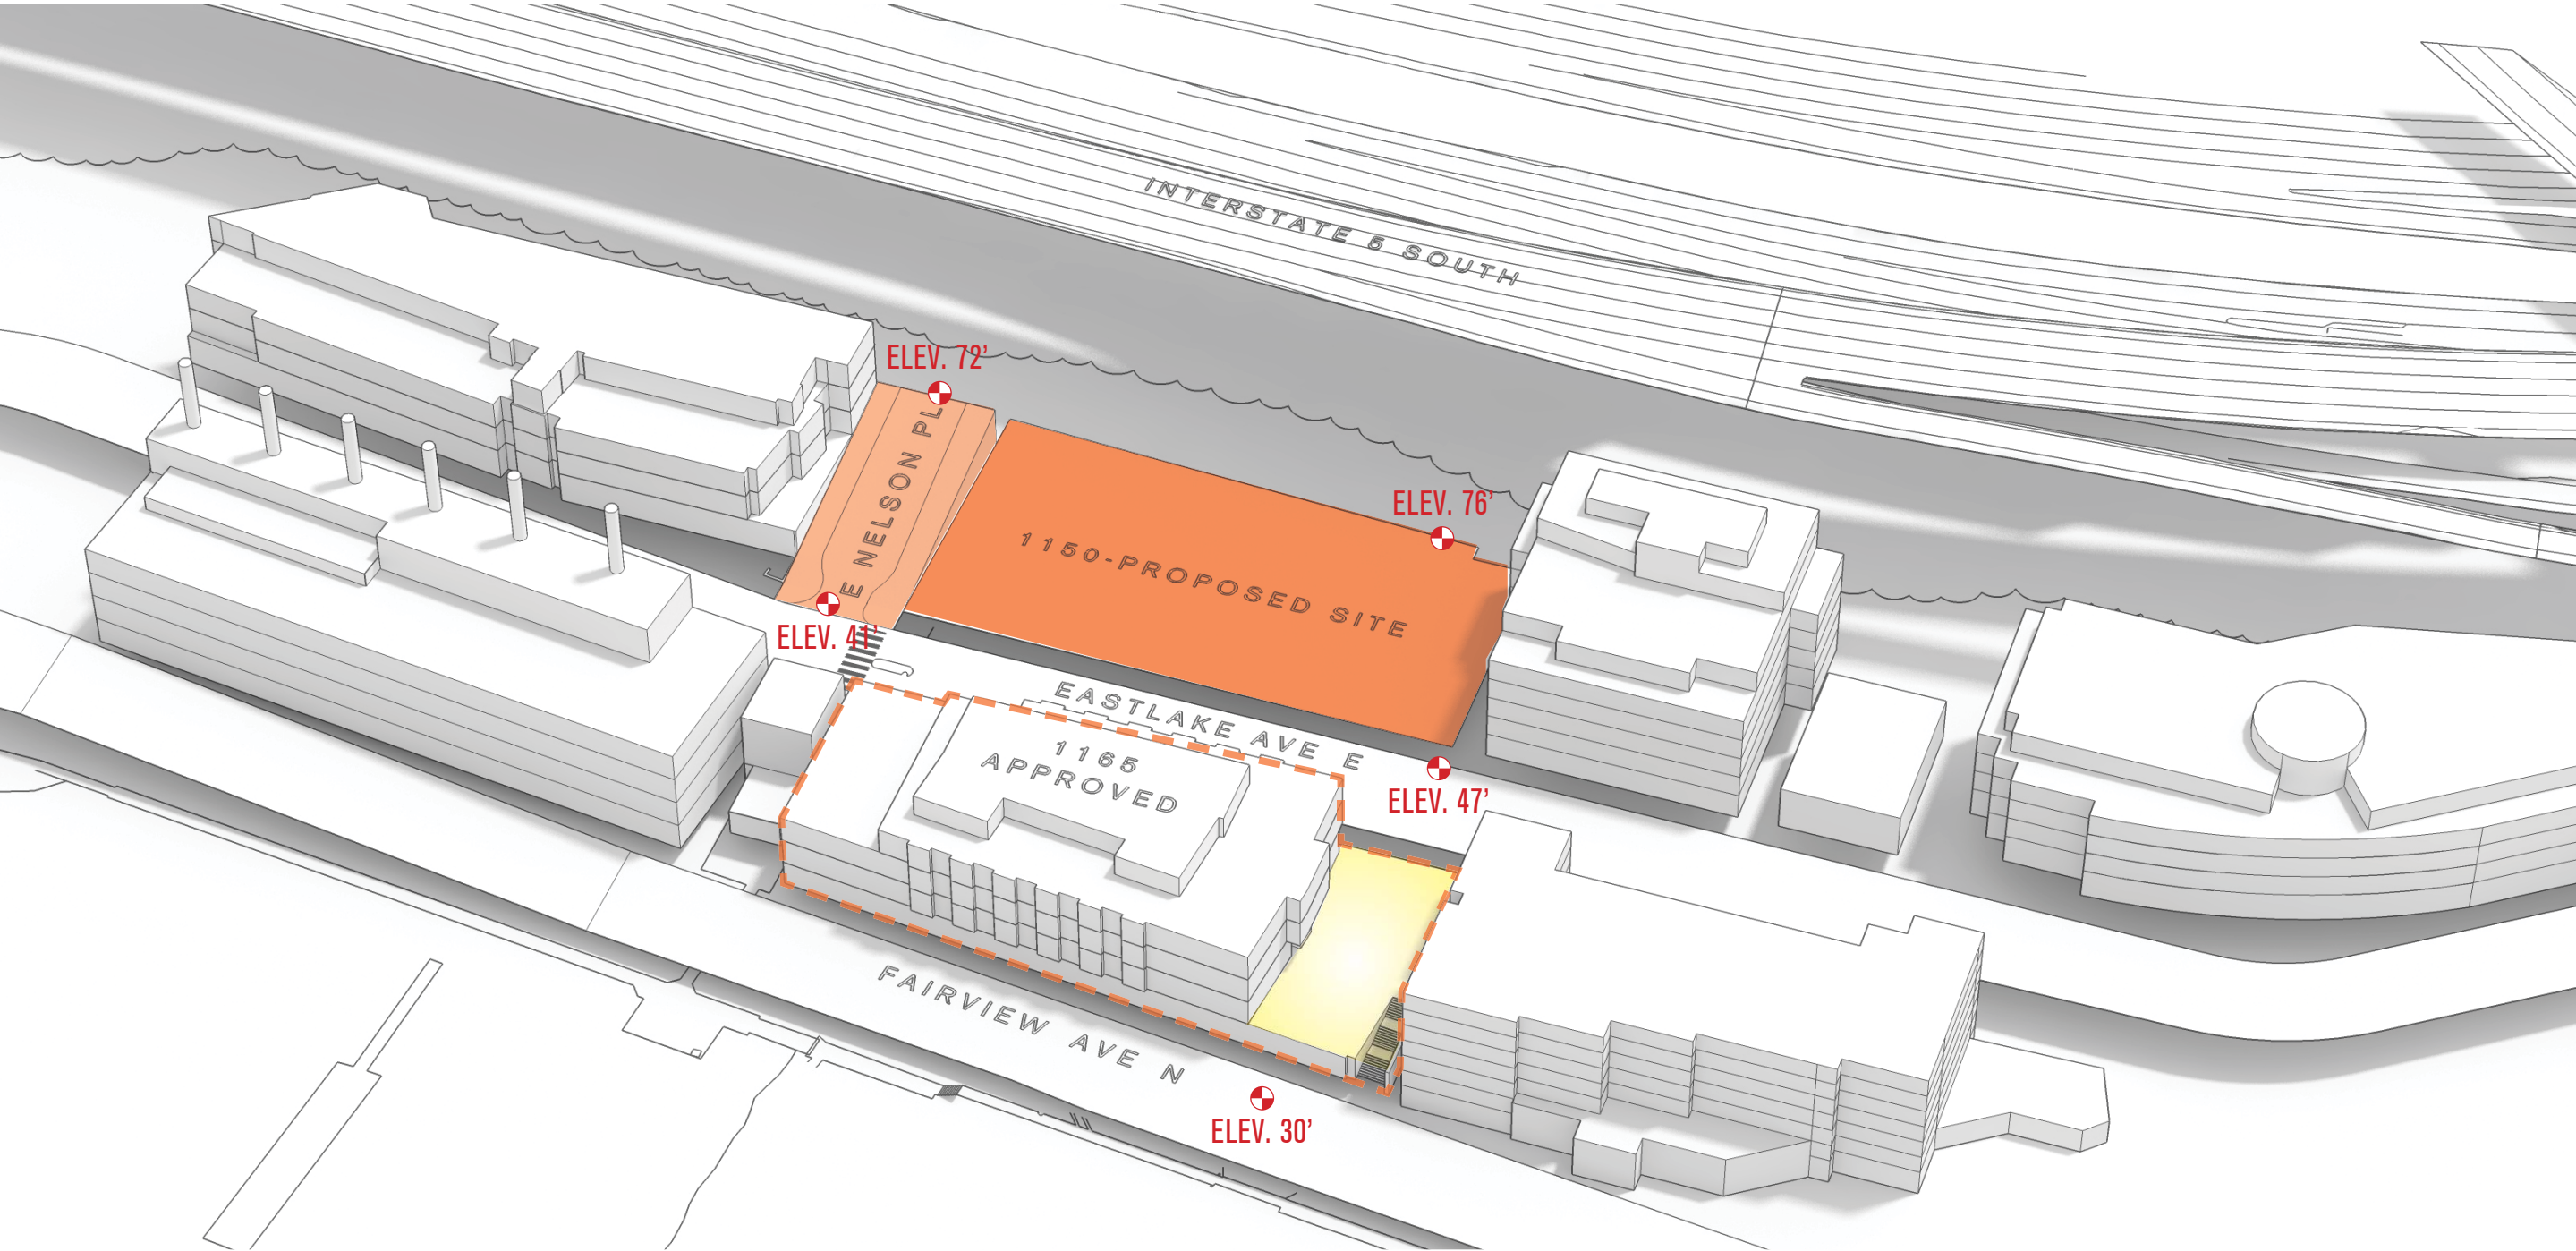 INTERSTATE 5 SOUTH
ELEV. 72'
E NELSON PL
ELEV. 76'
1150-PROPOSED SITE
ELEV. 41'
EASTLAKE AVE E
1165
APPROVED
ELEV. 47'
FAIRVIEW AVE N
ELEV. 30'